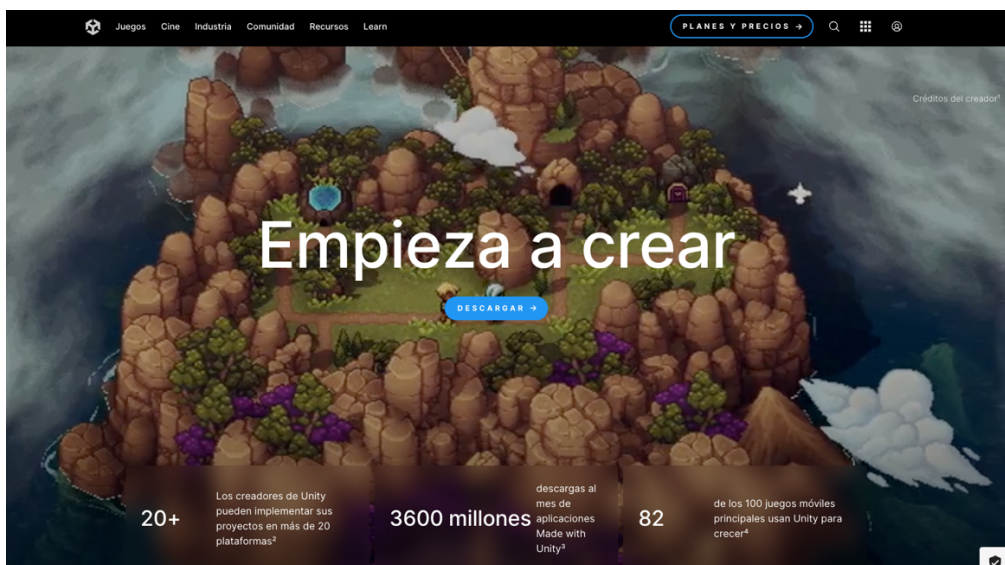 Juegos Cine Industria Comunidad Recursos Learn PLANES Y PRECIOS →
Créditos del creador¹
Empieza a crear
DESCARGAR →
20+
Los creadores de Unity
pueden implementar sus
proyectos en más de 20
plataformas²
3600 millones
descargas al
mes de
aplicaciones
Made with
Unity³
82
de los 100 juegos móviles
principales usan Unity para
crecer⁴